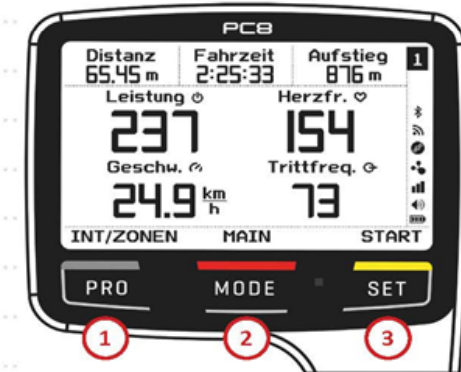 PC8
Distanz Fahrzeit Aufstieg 1
65.45 m 2:25:33 876 m
Leistung Herzfr.
237 154
Geschw. Trittfreq.
24.9 km/h 73
INT/ZONEN MAIN START
PRO MODE SET
1 2 3